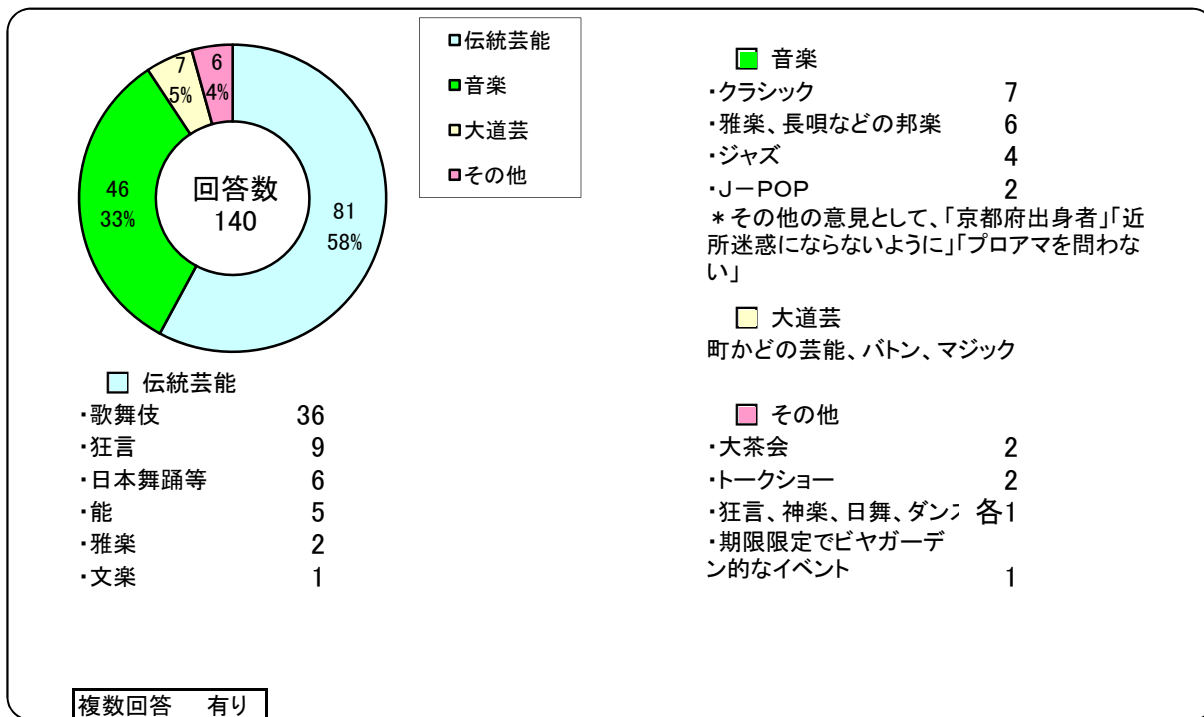 7
5%
6
4%
46
33%
回答数
140
81
58%
伝統芸能
音楽
大道芸
その他
伝統芸能
・歌舞伎 36
・狂言 9
・日本舞踊等 6
・能 5
・雅楽 2
・文楽 1
複数回答 有り
音楽
・クラシック 7
・雅楽、長唄などの邦楽 6
・ジャズ 4
・J－POP 2
＊その他の意見として、「京都府出身者」「近
所迷惑にならないように」「プロアマを問わな
い」
大道芸
町かどの芸能、バトン、マジック
その他
・大茶会 2
・トークショー 2
・狂言、神楽、日舞、ダンス 各1
・期限限定でビヤガーデ
ン的なイベント 1